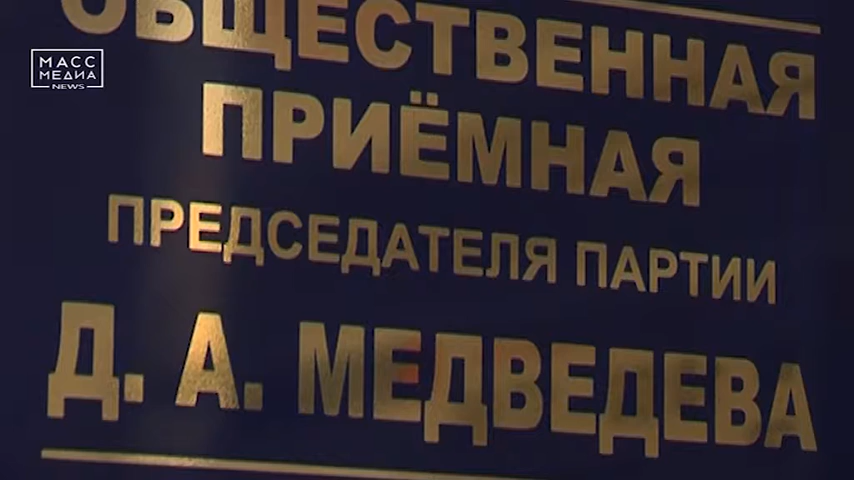 МАСС
МЕДИА
NEWS
ОБЩЕСТВЕННАЯ
ПРИЁМНАЯ
ПРЕДСЕДАТЕЛЯ ПАРТИИ
Д. А. МЕДВЕДЕВА